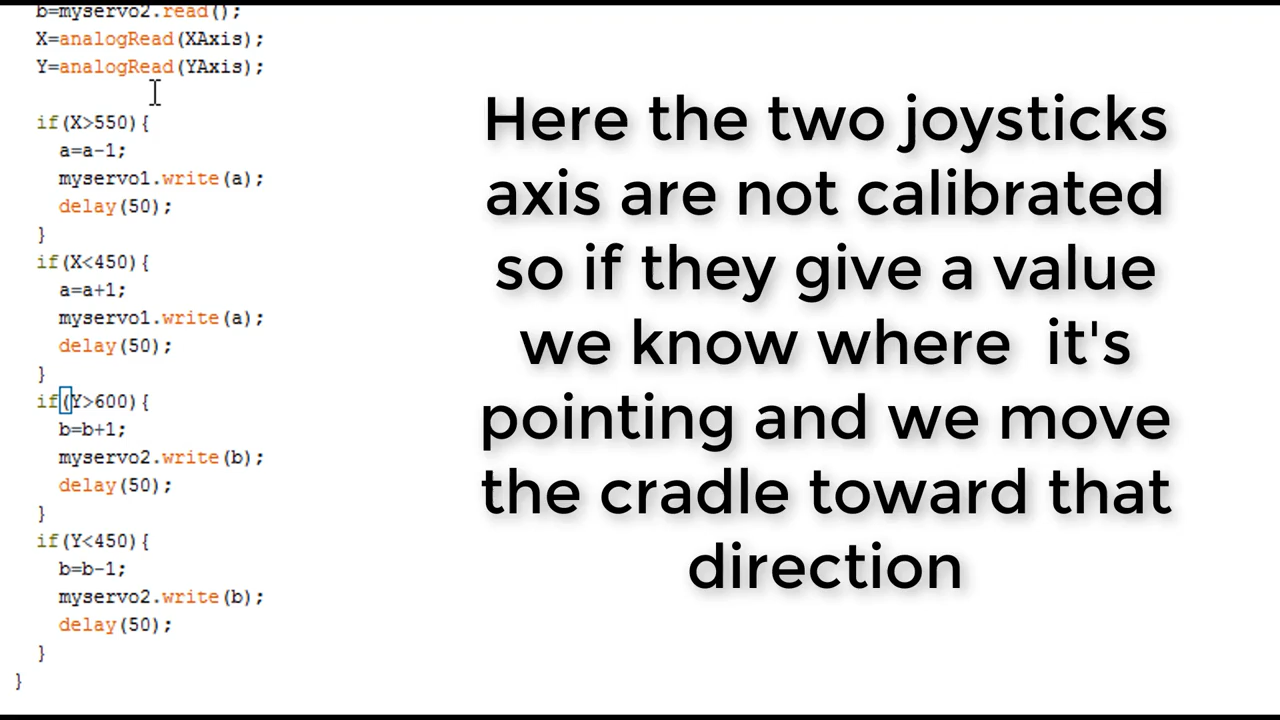 b=myservo2.read();
X=analogRead(XAxis);
Y=analogRead(YAxis);
if(X>550){
a=a-1;
myservo1.write(a);
delay(50);
}
if(X<450){
a=a+1;
myservo1.write(a);
delay(50);
}
if(Y>600){
b=b+1;
myservo2.write(b);
delay(50);
}
if(Y<450){
b=b-1;
myservo2.write(b);
delay(50);
}
}
Here the two joysticks
axis are not calibrated
so if they give a value
we know where it's
pointing and we move
the cradle toward that
direction